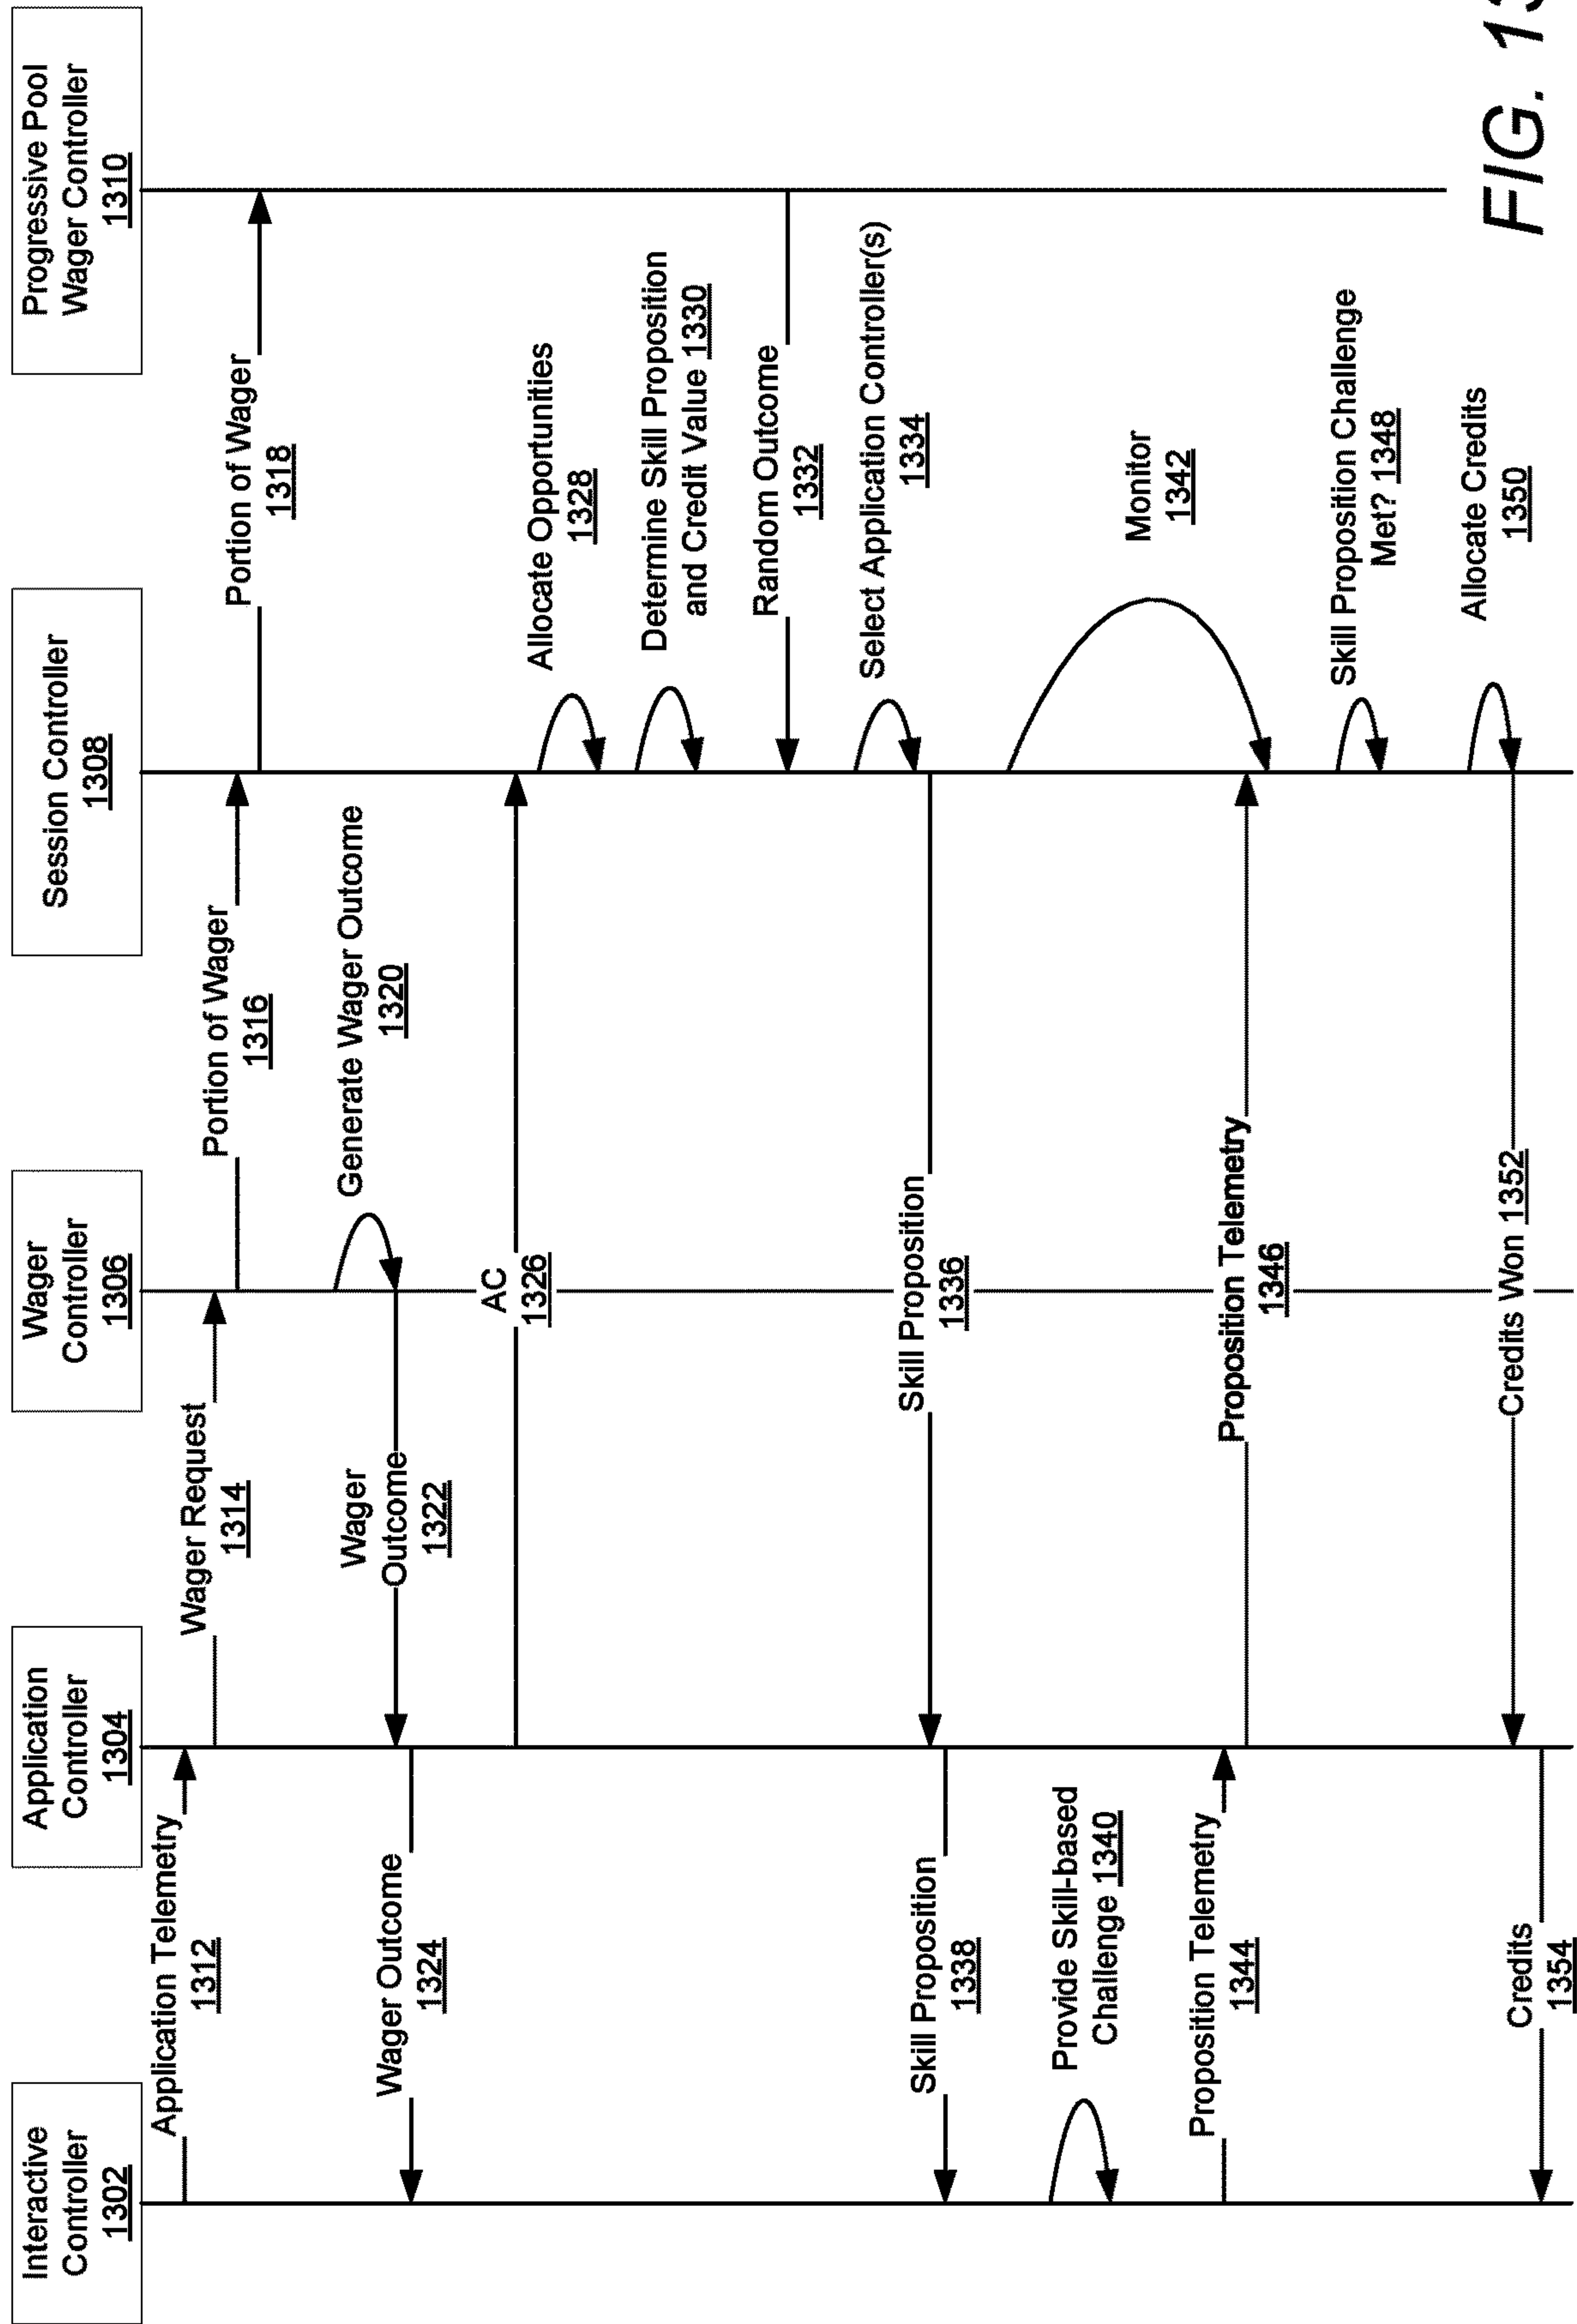 Interactive
Controller
1302
Application
Controller
1304
Wager
Controller
1306
Session Controller
1308
Progressive Pool
Wager Controller
1310
Application Telemetry
1312
Wager Request
1314
Portion of Wager
1316
Portion of Wager
1318
Generate Wager Outcome
1320
Wager
Outcome
1322
Wager Outcome
1324
AC
1326
Allocate Opportunities
1328
Determine Skill Proposition
and Credit Value 1330
Random Outcome
1332
Select Application Controller(s)
1334
Skill Proposition
1336
Skill Proposition
1338
Provide Skill-based
Challenge 1340
Monitor
1342
Proposition Telemetry
1344
Proposition Telemetry
1346
Skill Proposition Challenge
Met? 1348
Allocate Credits
1350
Credits Won 1352
Credits
1354
FIG. 13